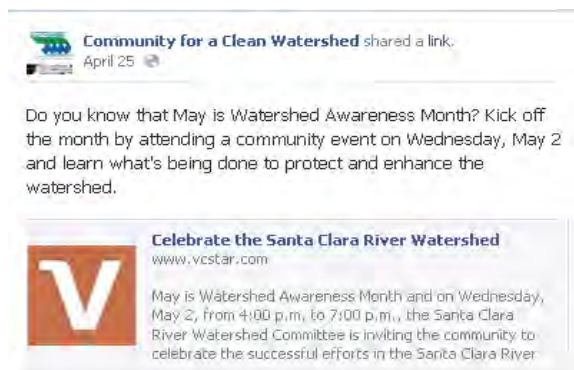 Community for a Clean Watershed shared a link.
April 25
Do you know that May is Watershed Awareness Month? Kick off
the month by attending a community event on Wednesday, May 2
and learn what's being done to protect and enhance the
watershed.
V
Celebrate the Santa Clara River Watershed
www.vcstar.com
May is Watershed Awareness Month and on Wednesday,
May 2, from 4:00 p.m. to 7:00 p.m., the Santa Clara
River Watershed Committee is inviting the community to
celebrate the successful efforts in the Santa Clara River